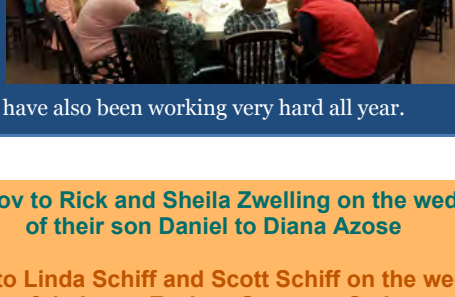 have also been working very hard all year.
ov to Rick and Sheila Zwelling on the wed
of their son Daniel to Diana Azose
to Linda Schiff and Scott Schiff on the we